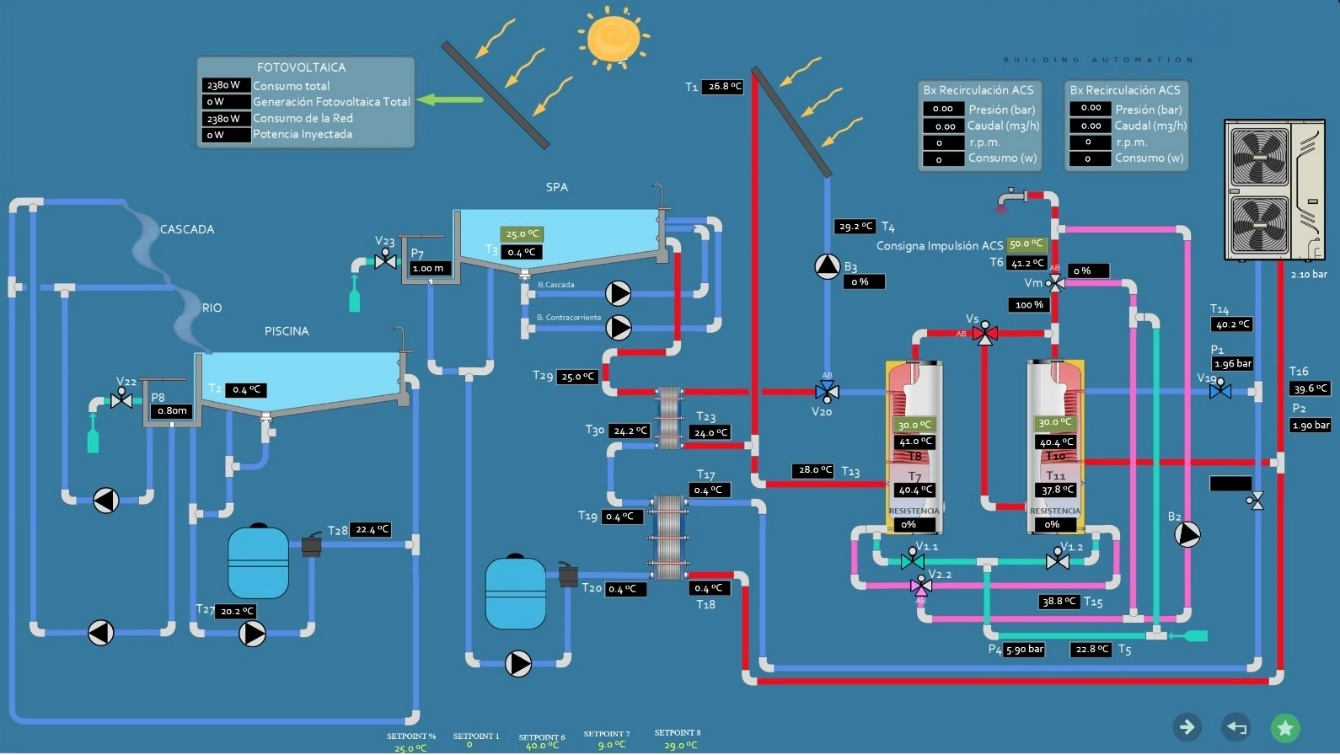 BUILDING AUTOMATION
FOTOVOLTAICA
2380 W Consumo total
0 W Generación Fotovoltaica Total
2380 W Consumo de la Red
0 W Potencia Inyectada
T1 26.8 ºC
Bx Recirculación ACS
0.00 Presión (bar)
0.00 Caudal (m3/h)
0 r.p.m.
0 Consumo (w)
Bx Recirculación ACS
0.00 Presión (bar)
0.00 Caudal (m3/h)
0 r.p.m.
0 Consumo (w)
SPA
CASCADA
V23
P7
1.00 m
25.0 ºC
T3 0.4 ºC
29.2 ºC T4
B3
0 %
Consigna Impulsión ACS 50.0 ºC
T6 41.2 ºC
AB
0 %
Vm
100 %
2.10 bar
B.Cascada
B. Contracorriente
RIO
PISCINA
T14
40.2 ºC
P1
1.96 bar
V19
T16
39.6 ºC
P2
1.90 bar
Vs
AB
V22
P8
0.80m
T2 0.4 ºC
T29 25.0 ºC
AB
V20
T23
24.0 ºC
T30 24.2 ºC
28.0 ºC T13
30.0 ºC
41.0 ºC
T8
T7
40.4 ºC
RESISTENCIA
0%
30.0 ºC
40.4 ºC
T10
T11
37.8 ºC
RESISTENCIA
0%
T17
0.4 ºC
T19 0.4 ºC
B2
T28 22.4 ºC
V1.1
V1.2
V2.2
AB
T20 0.4 ºC
0.4 ºC
T18
38.8 ºC T15
T27 20.2 ºC
P4 5.90 bar
22.8 ºC T5
SETPOINT %
25.0 ºC
SETPOINT 1
0
SETPOINT 6
40.0 ºC
SETPOINT 7
9.0 ºC
SETPOINT 8
29.0 ºC